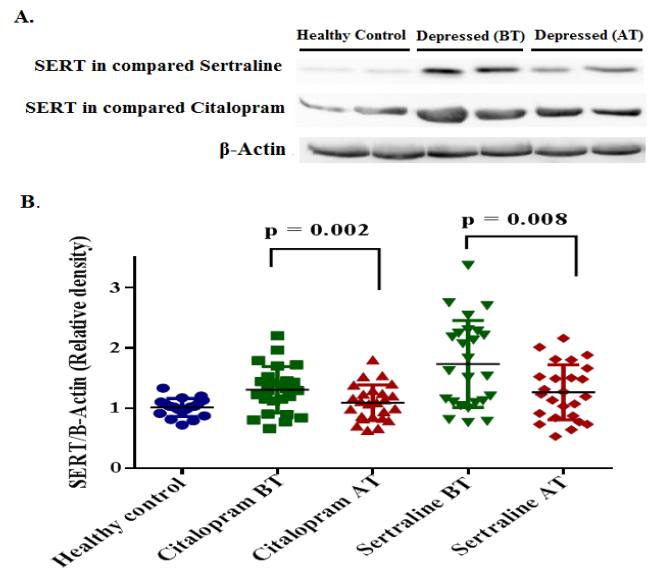 A.
Healthy Control Depressed (BT) Depressed (AT)
SERT in compared Sertraline
SERT in compared Citalopram
β-Actin
B.
p = 0.002
p = 0.008
SERT/B-Actin (Relative density)
3
2
1
0
Healthy control
Citalopram BT
Citalopram AT
Sertraline BT
Sertraline AT